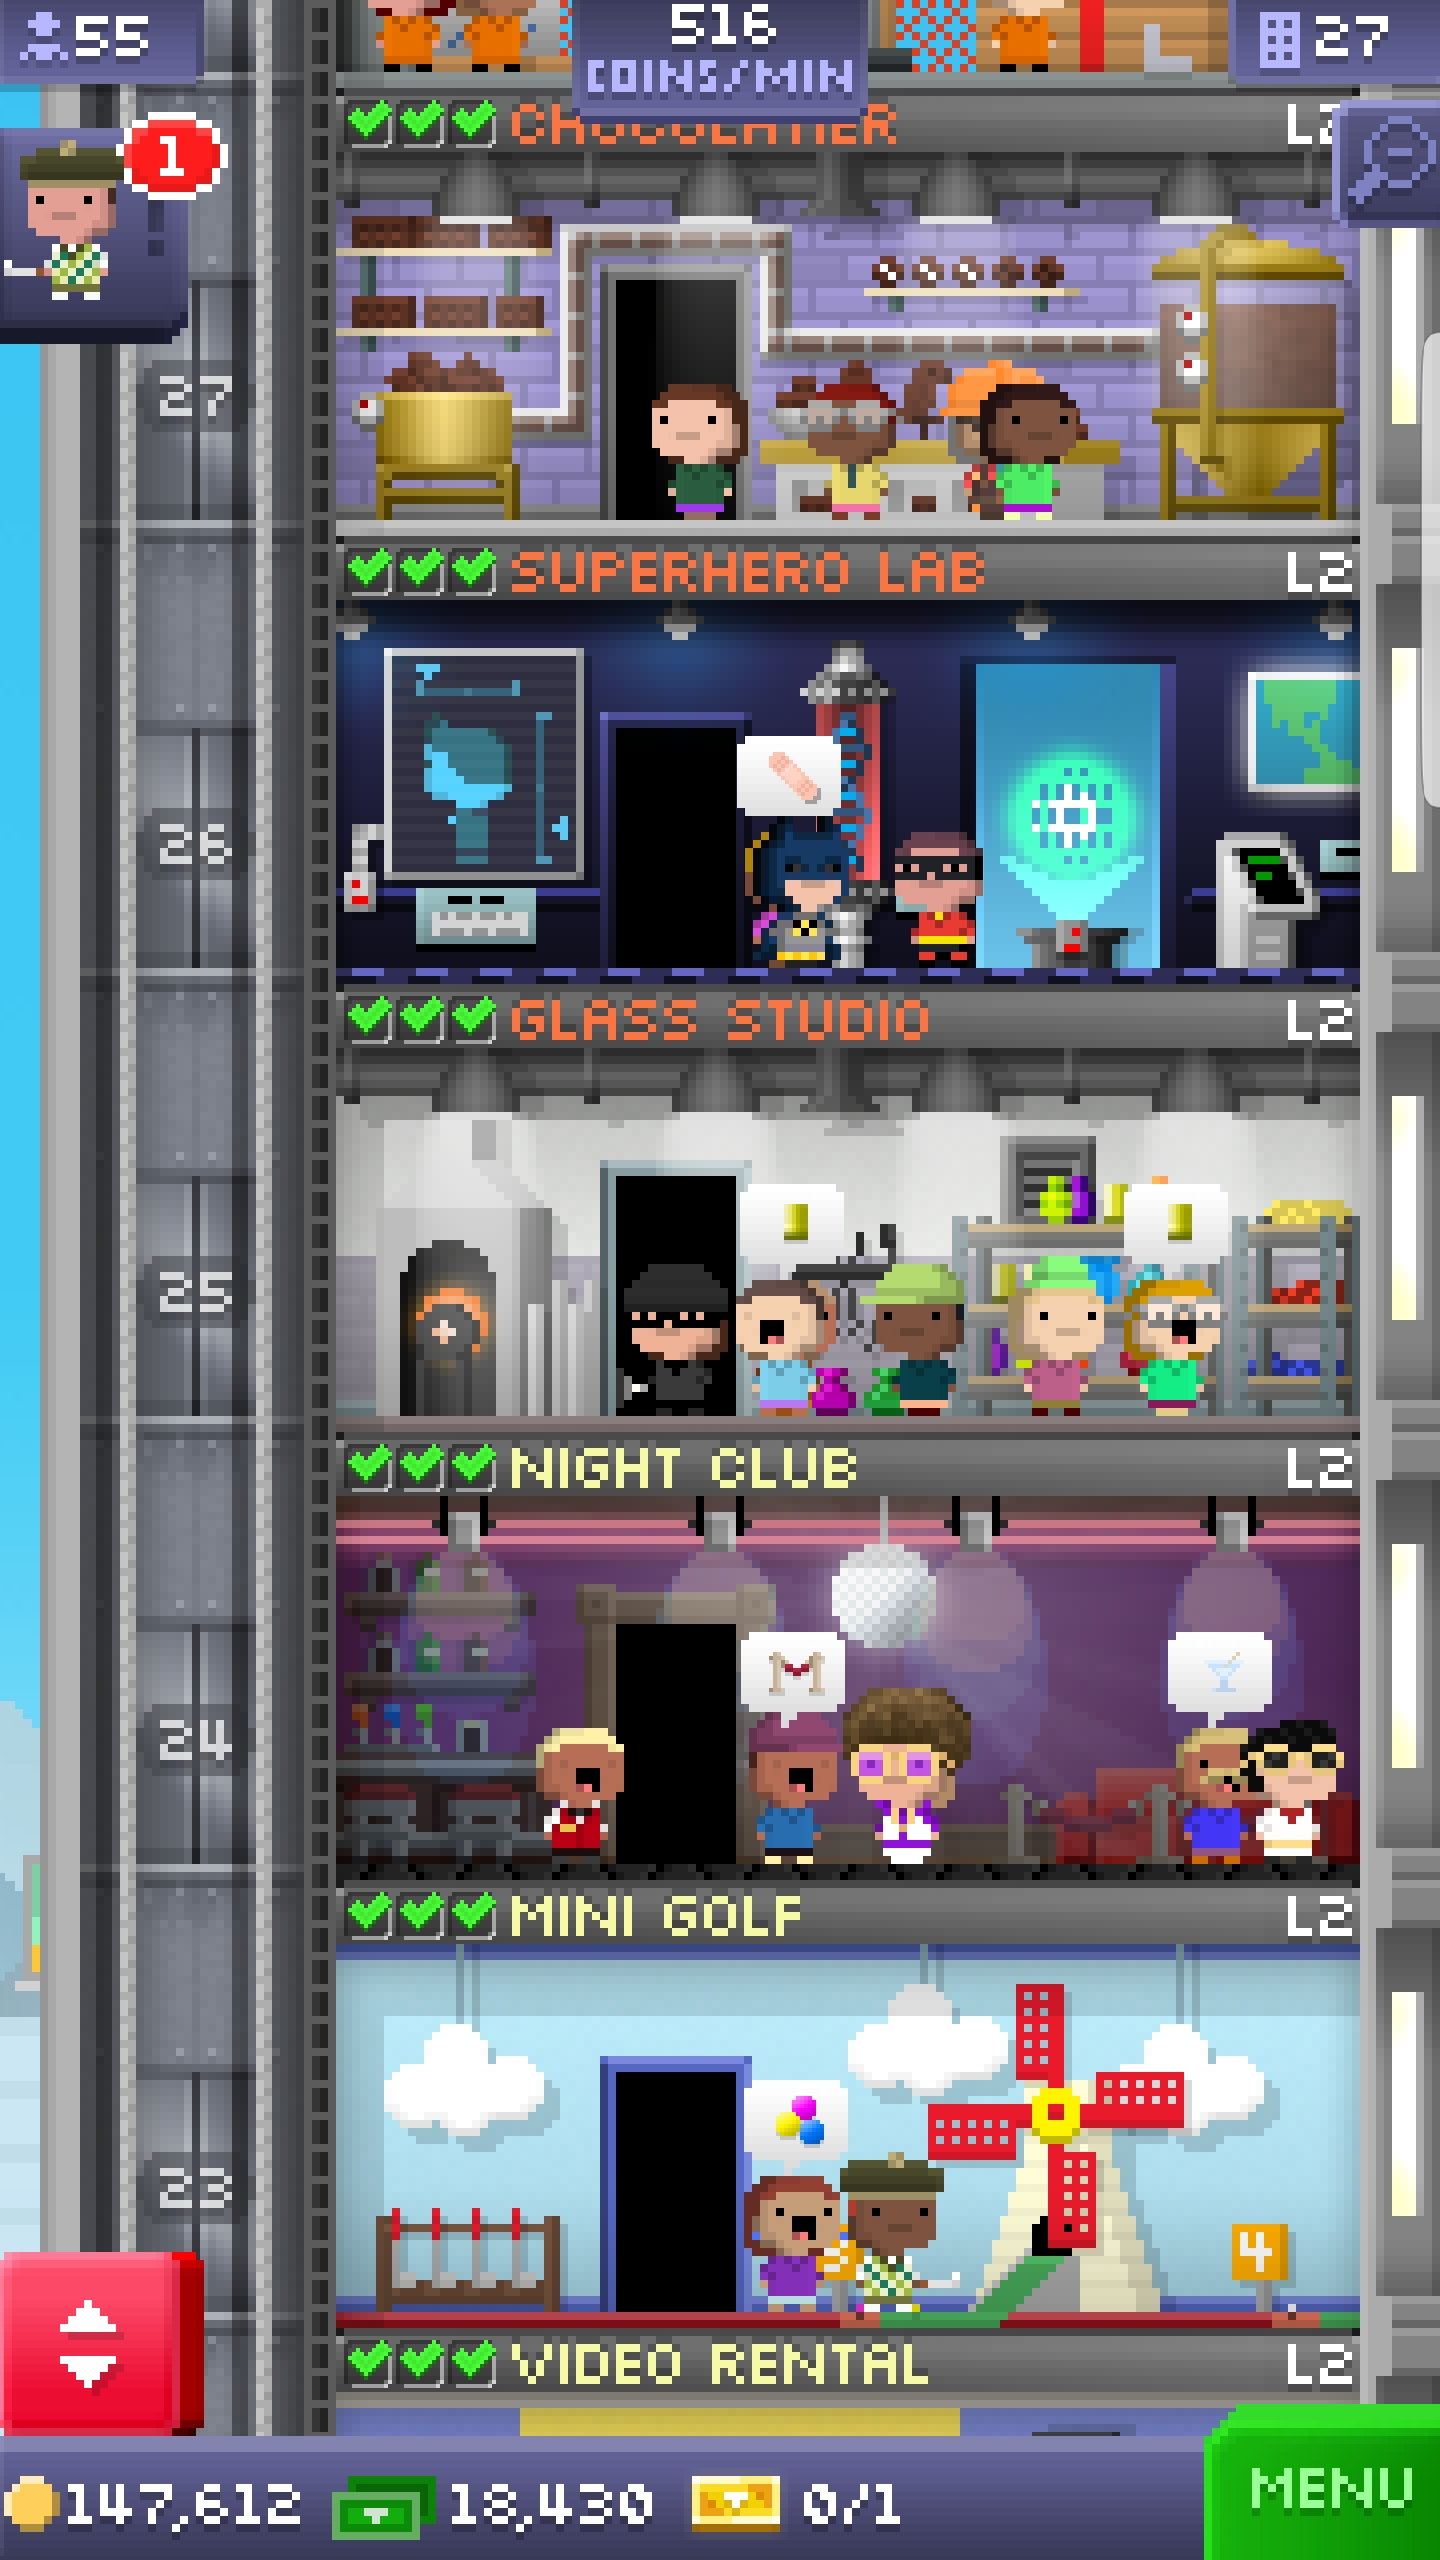 55
516
COINS/MIN
27
1
CHOCOLATIER
27
SUPERHERO LAB L2
26
GLASS STUDIO L2
25
NIGHT CLUB L2
24
MINI GOLF L2
23
4
VIDEO RENTAL L2
147,612 18,430 0/1
MENU